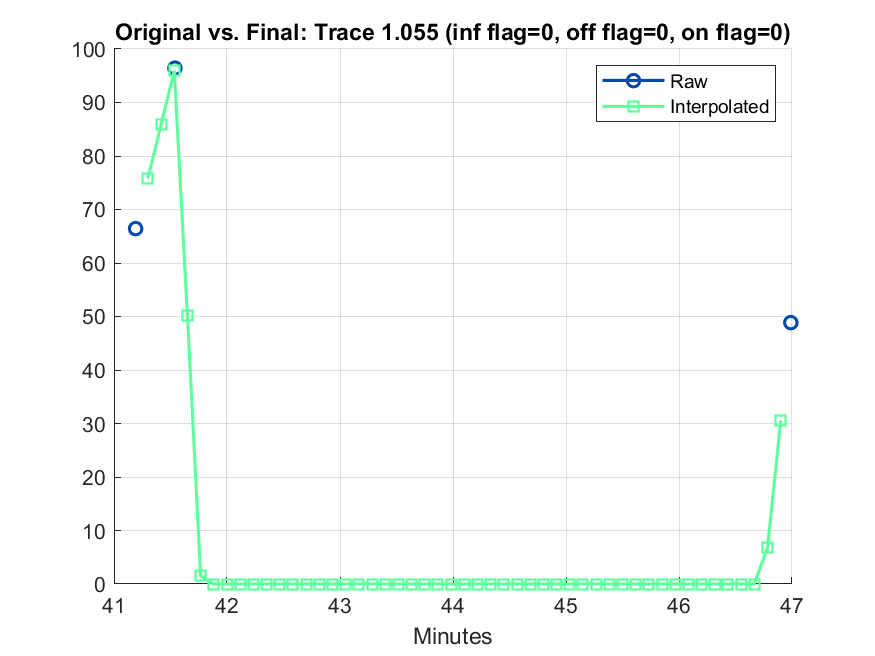 Original vs. Final: Trace 1.055 (inf flag=0, off flag=0, on flag=0)
100
90
80
70
60
50
40
30
20
10
0
Raw
Interpolated
41 42 43 44 45 46 47
Minutes